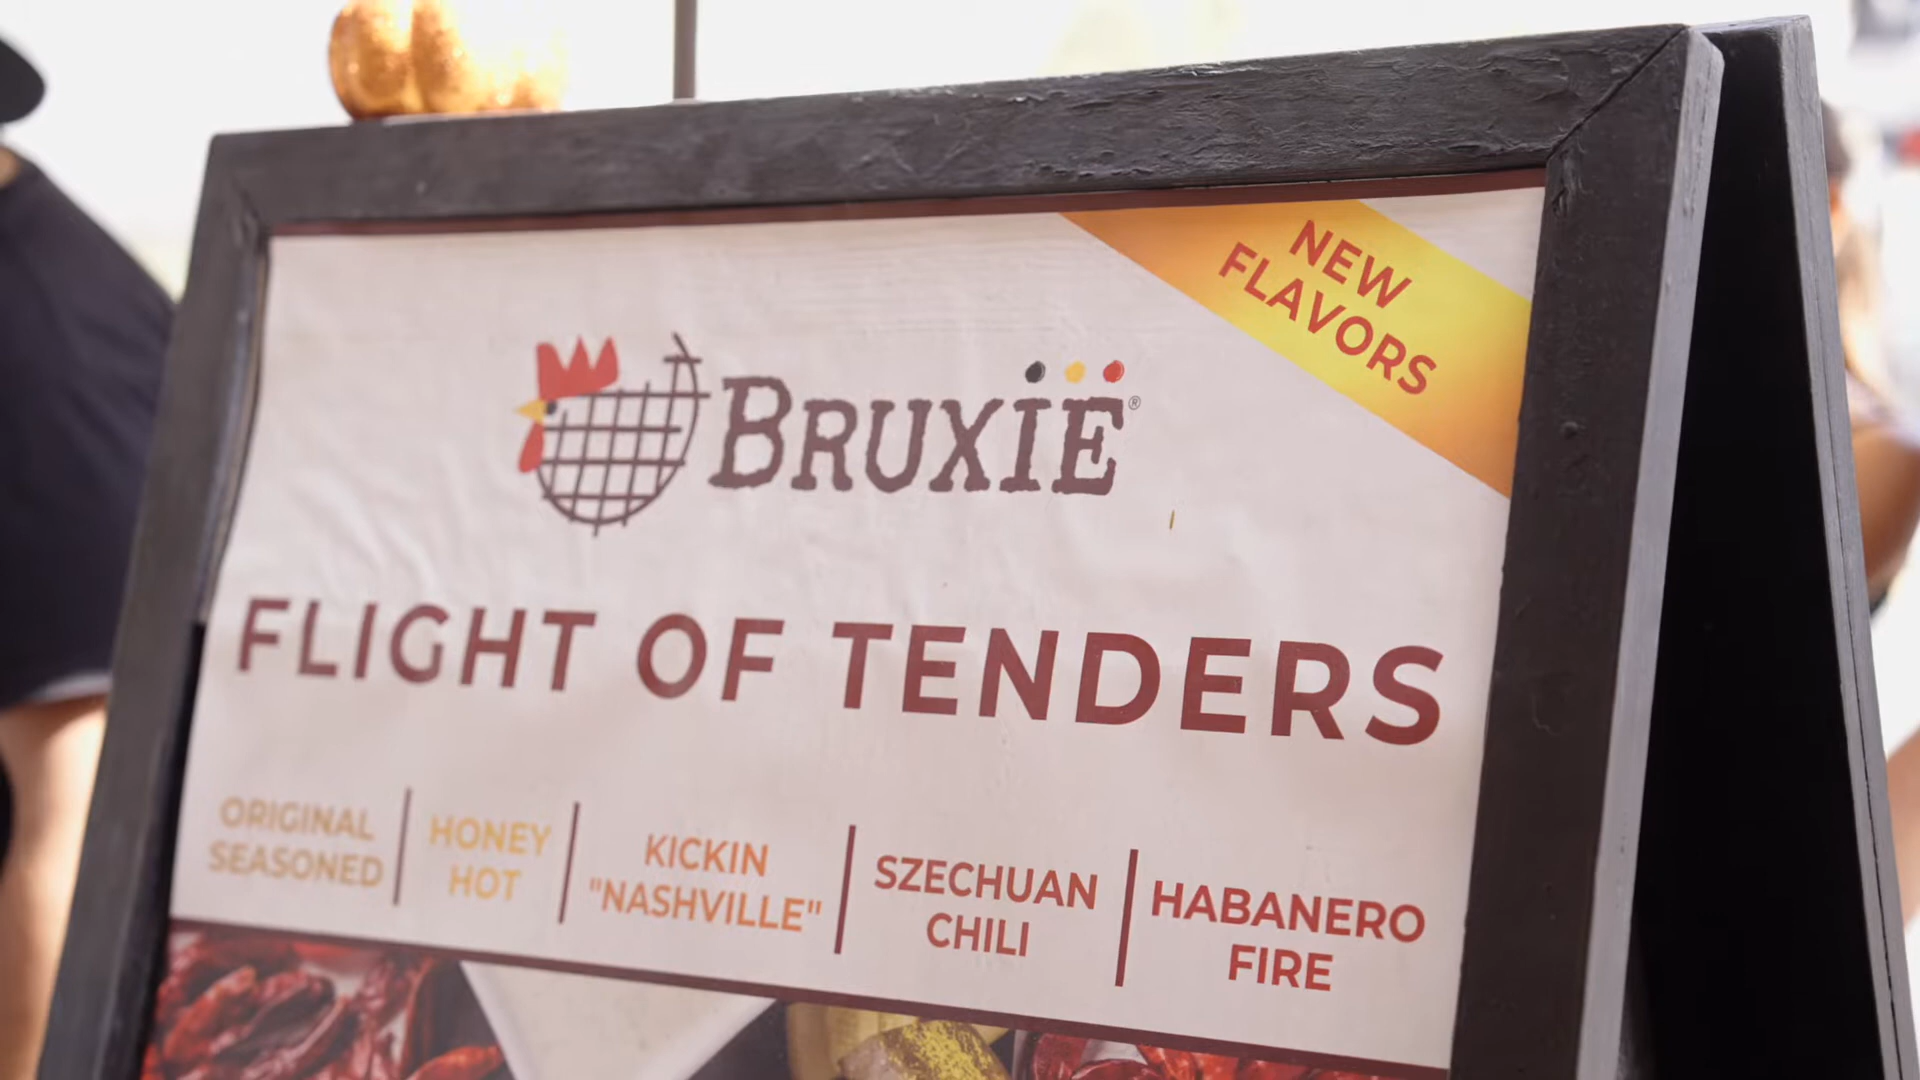 NEW
FLAVORS
BRUXIE®
FLIGHT OF TENDERS
ORIGINAL
SEASONED
HONEY
HOT
KICKIN
"NASHVILLE"
SZECHUAN
CHILI
HABANERO
FIRE